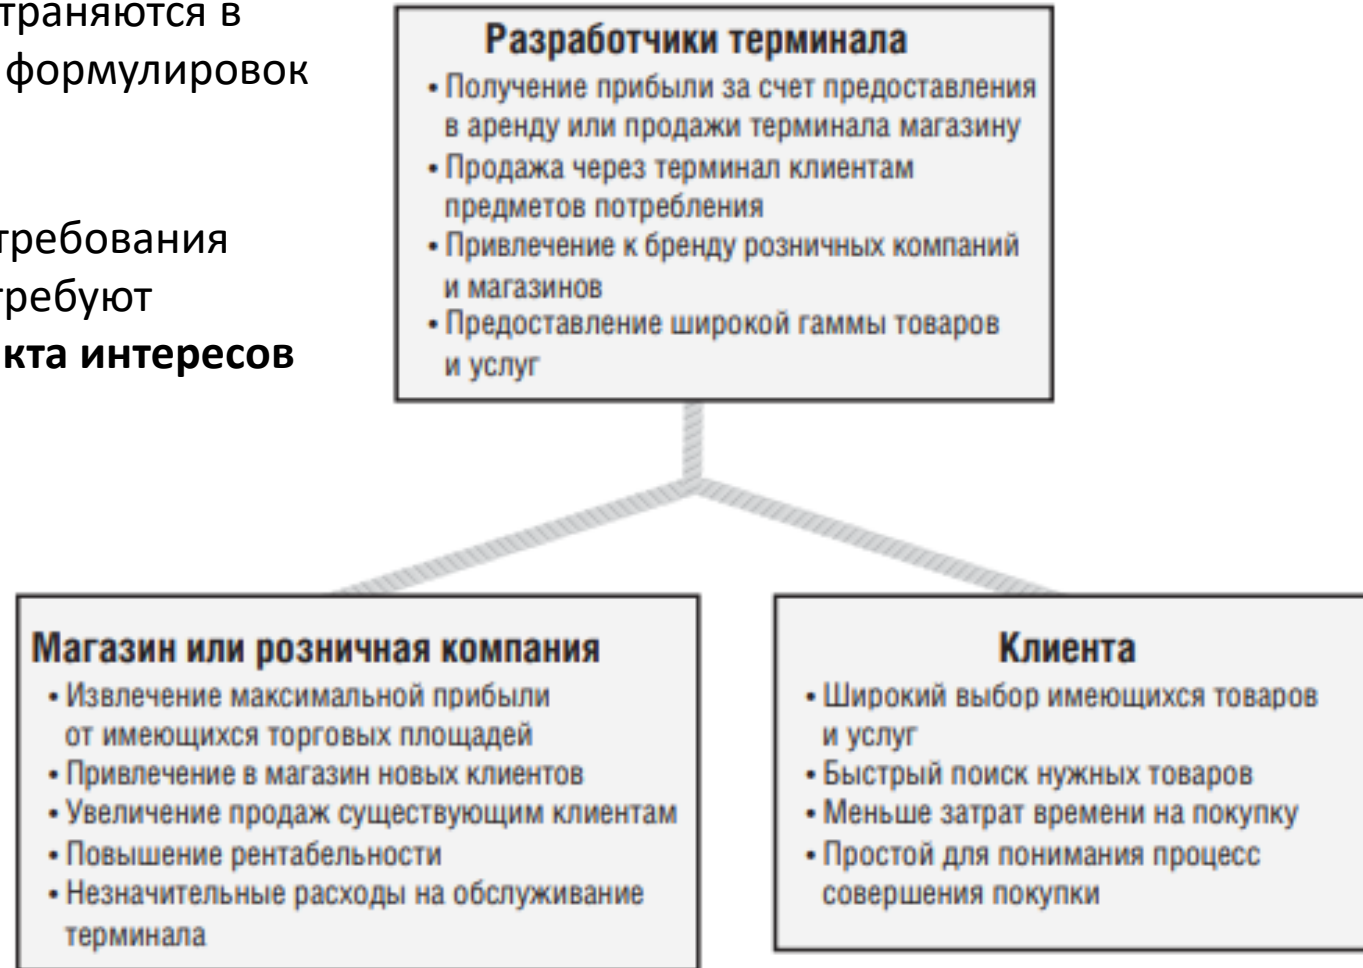 траняются в
формулировок
требования
требуют
кта интересов
Разработчики терминала
• Получение прибыли за счет предоставления
в аренду или продажи терминала магазину
• Продажа через терминал клиентам
предметов потребления
• Привлечение к бренду розничных компаний
и магазинов
• Предоставление широкой гаммы товаров
и услуг
Магазин или розничная компания
• Извлечение максимальной прибыли
от имеющихся торговых площадей
• Привлечение в магазин новых клиентов
• Увеличение продаж существующим клиентам
• Повышение рентабельности
• Незначительные расходы на обслуживание
терминала
Клиента
• Широкий выбор имеющихся товаров
и услуг
• Быстрый поиск нужных товаров
• Меньше затрат времени на покупку
• Простой для понимания процесс
совершения покупки